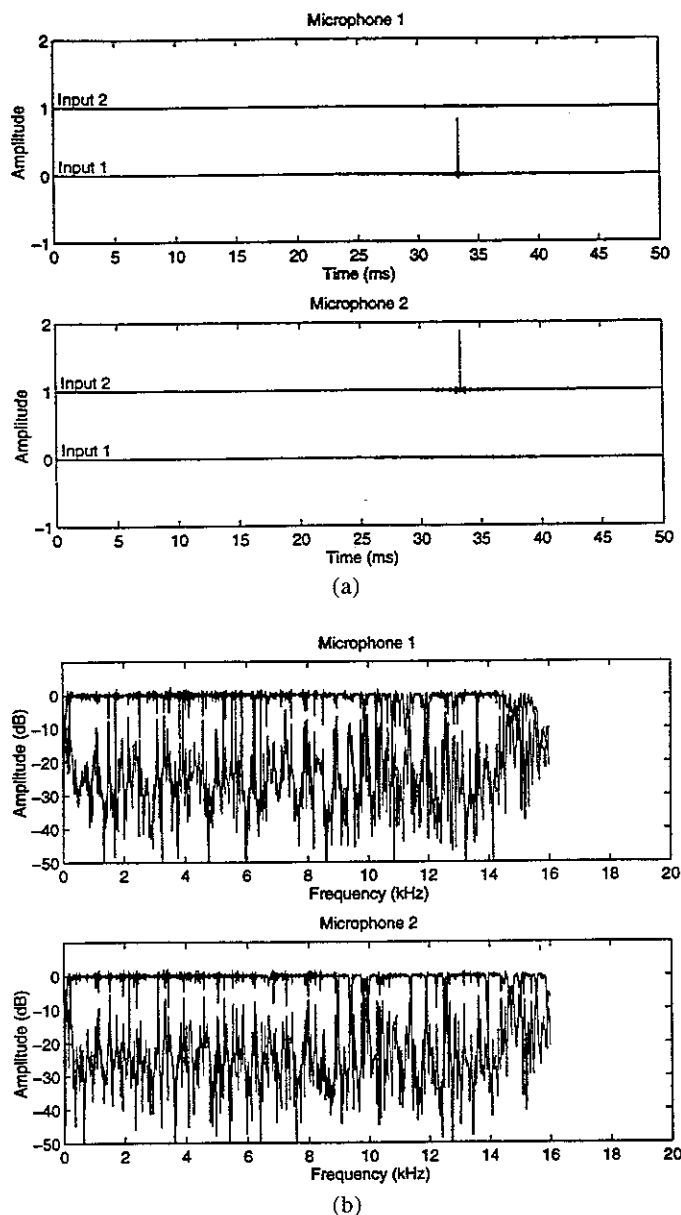 Microphone 1
2
1
0
−1
Amplitude
Input 2
Input 1
0 5 10 15 20 25 30 35 40 45 50
Time (ms)
Microphone 2
2
1
0
−1
Amplitude
Input 2
Input 1
0 5 10 15 20 25 30 35 40 45 50
Time (ms)
(a)
Microphone 1
0
−10
−20
−30
−40
−50
Amplitude (dB)
0 2 4 6 8 10 12 14 16 18 20
Frequency (kHz)
Microphone 2
0
−10
−20
−30
−40
−50
Amplitude (dB)
0 2 4 6 8 10 12 14 16 18 20
Frequency (kHz)
(b)